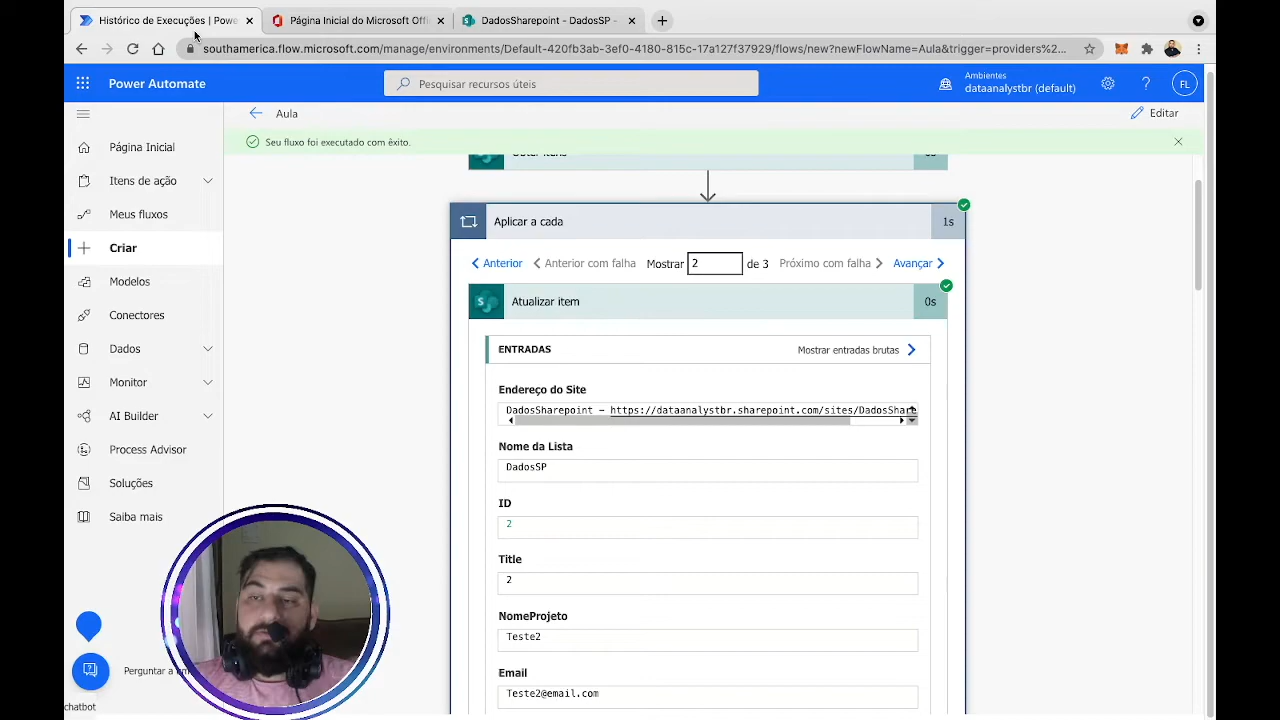 Histórico de Execuções | Powe
Página Inicial do Microsoft Offi
DadosSharepoint - DadosSP -
southamerica.flow.microsoft.com/manage/environments/Default-420fb3ab-3ef0-4180-815c-17a127f37929/flows/new?newFlowName=Aula&trigger=providers%2...
Power Automate
Pesquisar recursos úteis
Ambientes
dataanalystbr (default)
FL
Aula
Editar
Seu fluxo foi executado com êxito.
Página Inicial
Itens de ação
Meus fluxos
Criar
Modelos
Conectores
Dados
Monitor
AI Builder
Process Advisor
Soluções
Saiba mais
Perguntar a
chatbot
Aplicar a cada
1s
Anterior
Anterior com falha
Mostrar
2
de 3
Próximo com falha
Avançar
Atualizar item
0s
ENTRADAS
Mostrar entradas brutas
Endereço do Site
DadosSharepoint - https://dataanalystbr.sharepoint.com/sites/DadosShare
Nome da Lista
DadosSP
ID
2
Title
2
NomeProjeto
Teste2
Email
Teste2@email.com